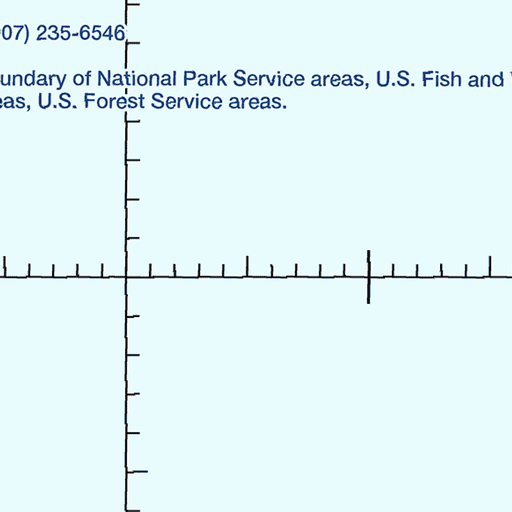 07) 235-6546
undary of National Park Service areas, U.S. Fish and
eas, U.S. Forest Service areas.